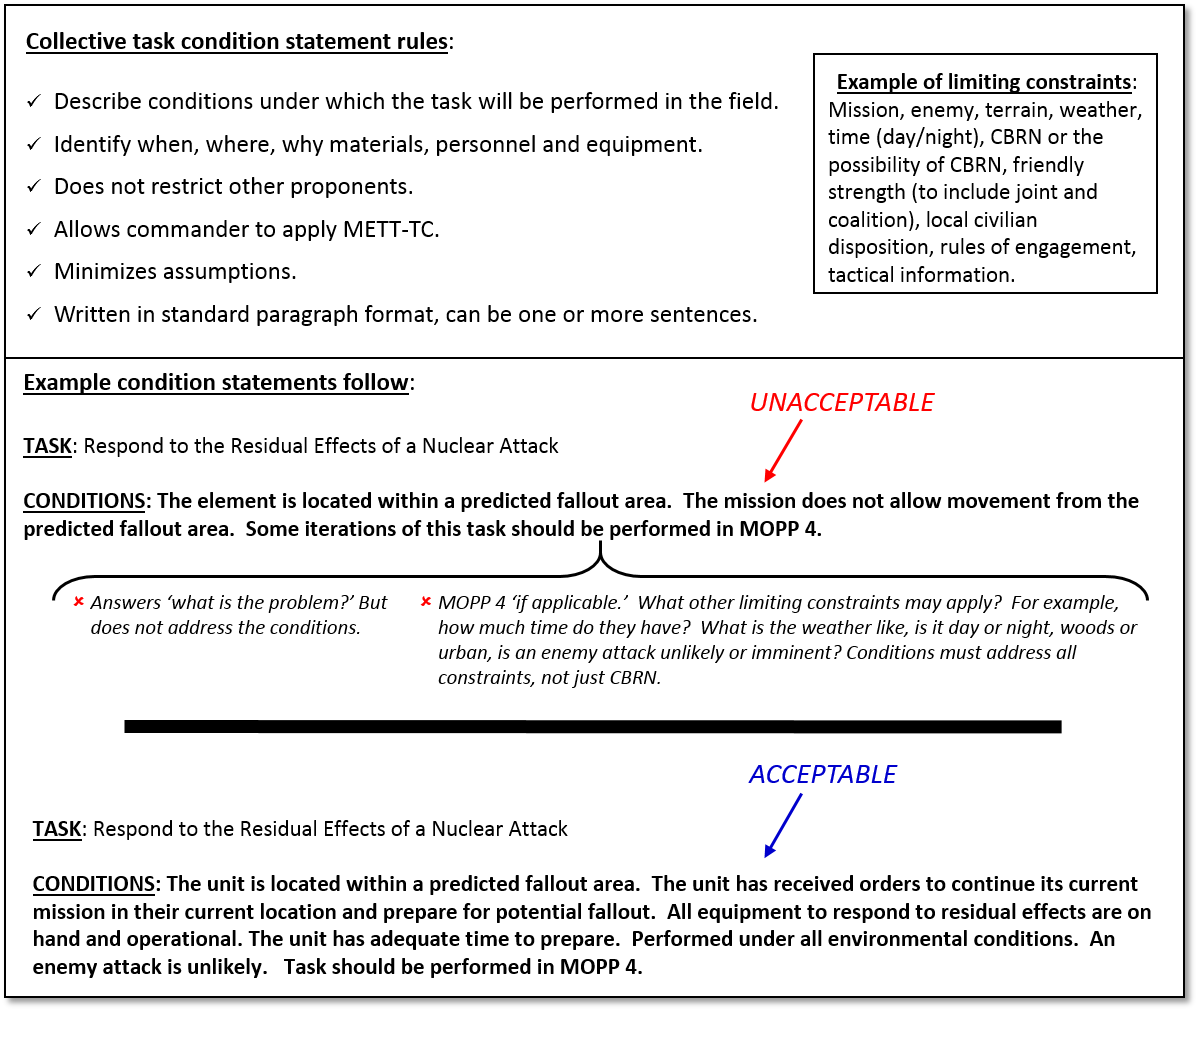 Collective task condition statement rules:
✓ Describe conditions under which the task will be performed in the field.
✓ Identify when, where, why materials, personnel and equipment.
✓ Does not restrict other proponents.
✓ Allows commander to apply METT-TC.
✓ Minimizes assumptions.
✓ Written in standard paragraph format, can be one or more sentences.
Example of limiting constraints:
Mission, enemy, terrain, weather,
time (day/night), CBRN or the
possibility of CBRN, friendly
strength (to include joint and
coalition), local civilian
disposition, rules of engagement,
tactical information.
Example condition statements follow:
UNACCEPTABLE
TASK: Respond to the Residual Effects of a Nuclear Attack
CONDITIONS: The element is located within a predicted fallout area.  The mission does not allow movement from the
predicted fallout area.  Some iterations of this task should be performed in MOPP 4.
✗ Answers ‘what is the problem?’ But
does not address the conditions.
✗ MOPP 4 ‘if applicable.’  What other limiting constraints may apply?  For example,
how much time do they have?  What is the weather like, is it day or night, woods or
urban, is an enemy attack unlikely or imminent? Conditions must address all
constraints, not just CBRN.
ACCEPTABLE
TASK: Respond to the Residual Effects of a Nuclear Attack
CONDITIONS: The unit is located within a predicted fallout area.  The unit has received orders to continue its current
mission in their current location and prepare for potential fallout.  All equipment to respond to residual effects are on
hand and operational. The unit has adequate time to prepare.  Performed under all environmental conditions.  An
enemy attack is unlikely.   Task should be performed in MOPP 4.